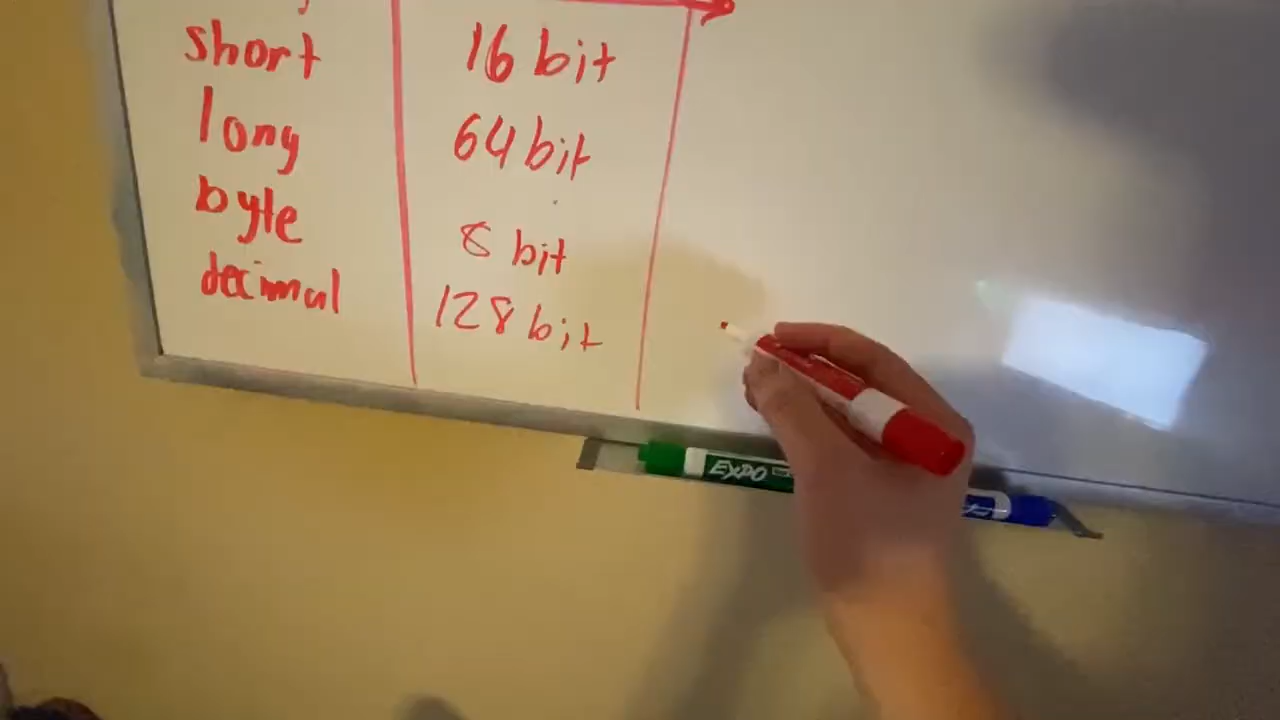 short 16 bit
long 64 bit
byte 8 bit
decimal 128 bit
EXPO